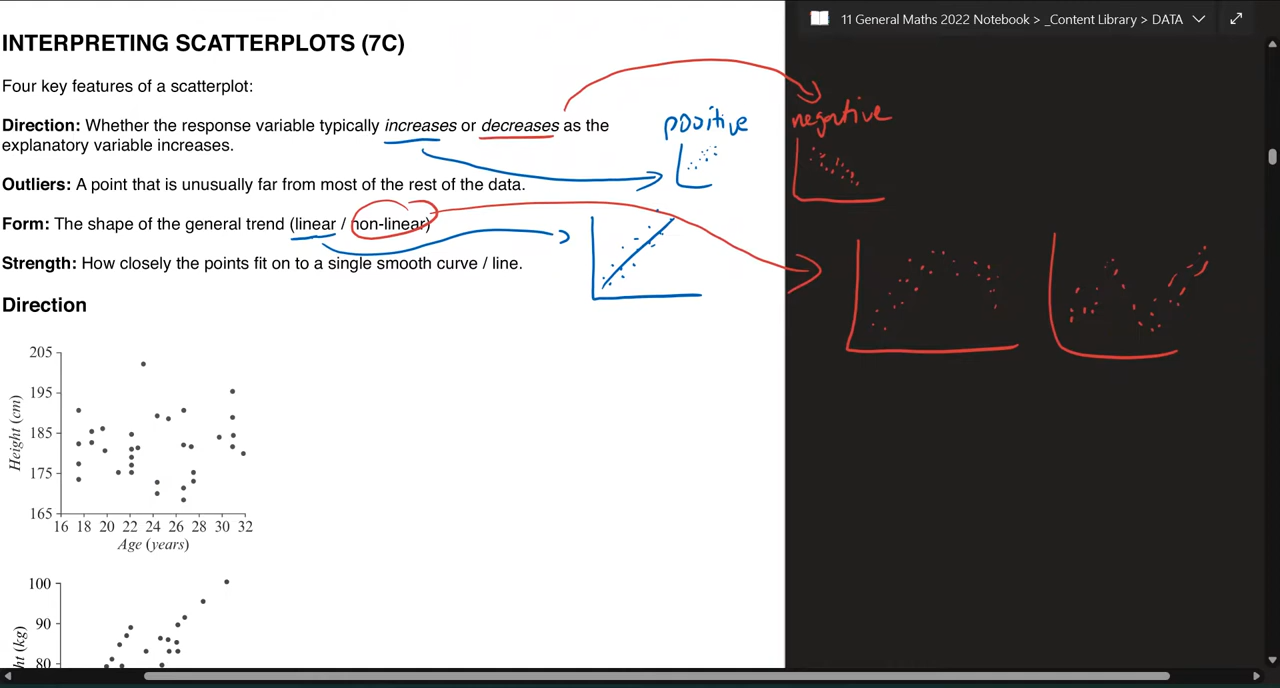 11 General Maths 2022 Notebook > _Content Library > DATA
INTERPRETING SCATTERPLOTS (7C)
Four key features of a scatterplot:
Direction: Whether the response variable typically increases or decreases as the
explanatory variable increases.
positive
negative
Outliers: A point that is unusually far from most of the rest of the data.
Form: The shape of the general trend (linear / non-linear)
Strength: How closely the points fit on to a single smooth curve / line.
Direction
205
195
185
175
165
Height (cm)
16 18 20 22 24 26 28 30 32
Age (years)
100
90
80
ht (kg)